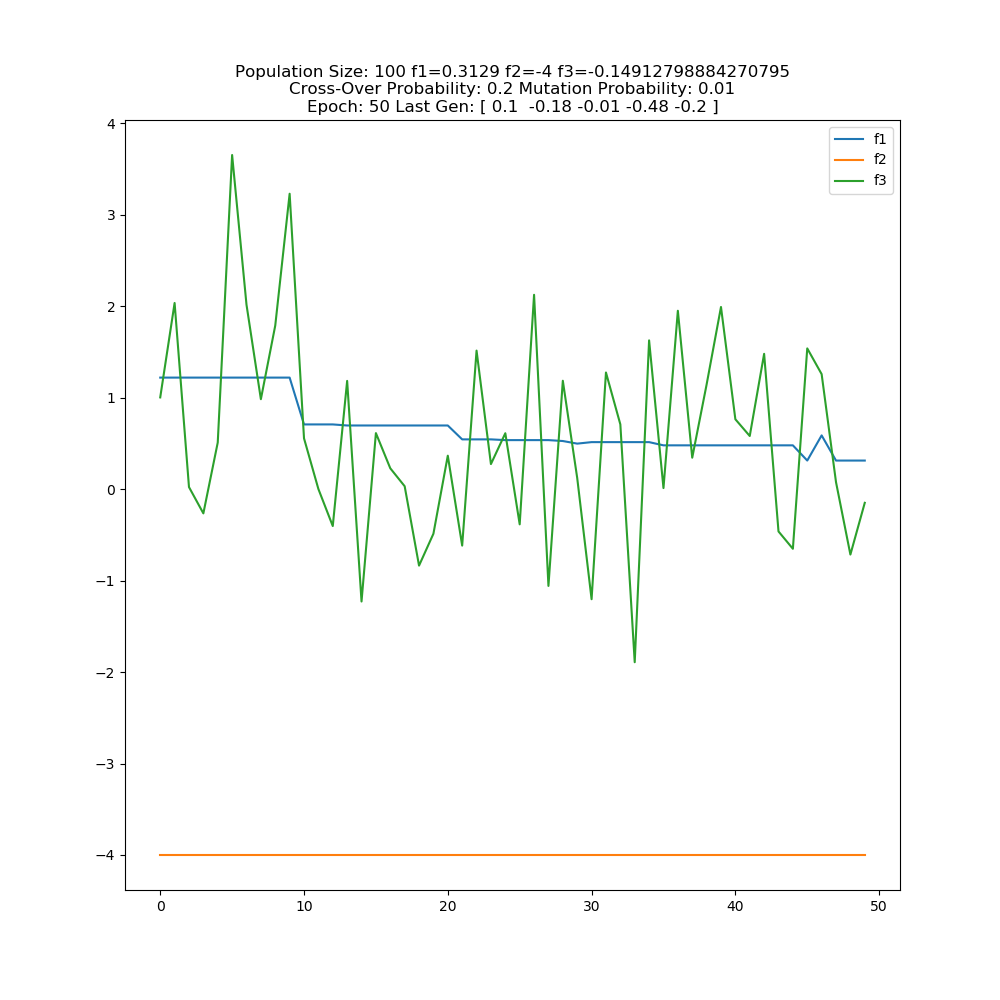 Population Size: 100 f1=0.3129 f2=-4 f3=-0.14912798884270795
Cross-Over Probability: 0.2 Mutation Probability: 0.01
Epoch: 50 Last Gen: [ 0.1  -0.18 -0.01 -0.48 -0.2 ]
f1
f2
f3
4
3
2
1
0
−1
−2
−3
−4
0 10 20 30 40 50